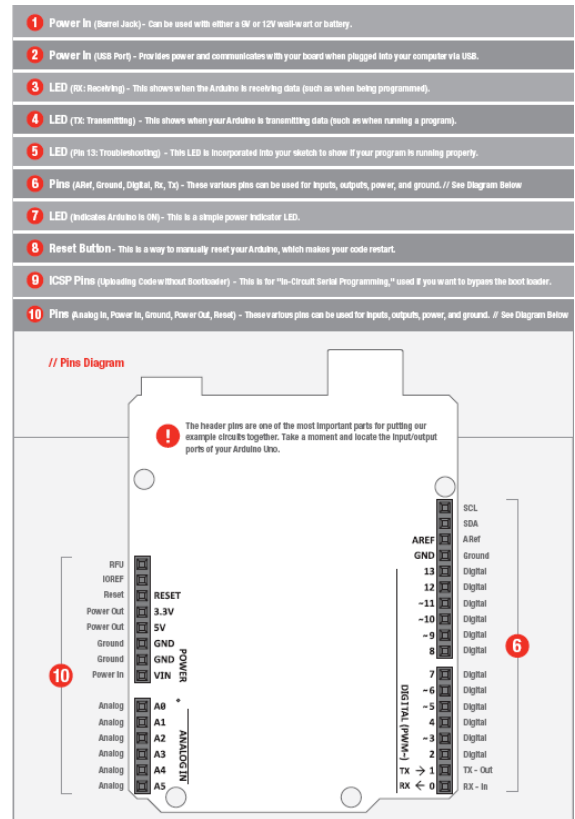 1 Power In (Barrel Jack) - Can be used with either a 9V or 12V wall-wart or battery.
2 Power In (USB Port) - Provides power and communicates with your board when plugged into your computer via USB.
3 LED (RX: Receiving) - This shows when the Arduino is receiving data (such as when being programmed).
4 LED (TX: Transmitting) - This shows when your Arduino is transmitting data (such as when running a program).
5 LED (Pin 13: Troubleshooting) - This LED is incorporated into your sketch to show if your program is running properly.
6 Pins (ARef, Ground, Digital, Rx, Tx) - These various pins can be used for inputs, outputs, power, and ground. // See Diagram Below
7 LED (Indicates Arduino is ON) - This is a simple power indicator LED.
8 Reset Button - This is a way to manually reset your Arduino, which makes your code restart.
9 ICSP Pins (Uploading Code without Bootloader) - This is for "In-Circuit Serial Programming," used if you want to bypass the boot loader.
10 Pins (Analog In, Power In, Ground, Power Out, Reset) - These various pins can be used for inputs, outputs, power, and ground. // See Diagram Below
// Pins Diagram
! The header pins are one of the most important parts for putting our
example circuits together. Take a moment and locate the input/output
ports of your Arduino Uno.
RFU
IOREF
Reset RESET
Power Out 3.3V
Power Out 5V
Ground GND
Ground GND
Power In VIN
POWER
10
Analog A0
Analog A1
Analog A2
Analog A3
Analog A4
Analog A5
ANALOG IN
SCL
SDA
AREF ARef
GND Ground
13 Digital
12 Digital
~11 Digital
~10 Digital
~9 Digital
8 Digital
6
7 Digital
~6 Digital
~5 Digital
4 Digital
~3 Digital
2 Digital
TX → 1 TX - Out
RX ← 0 RX - In
DIGITAL (PWM~)